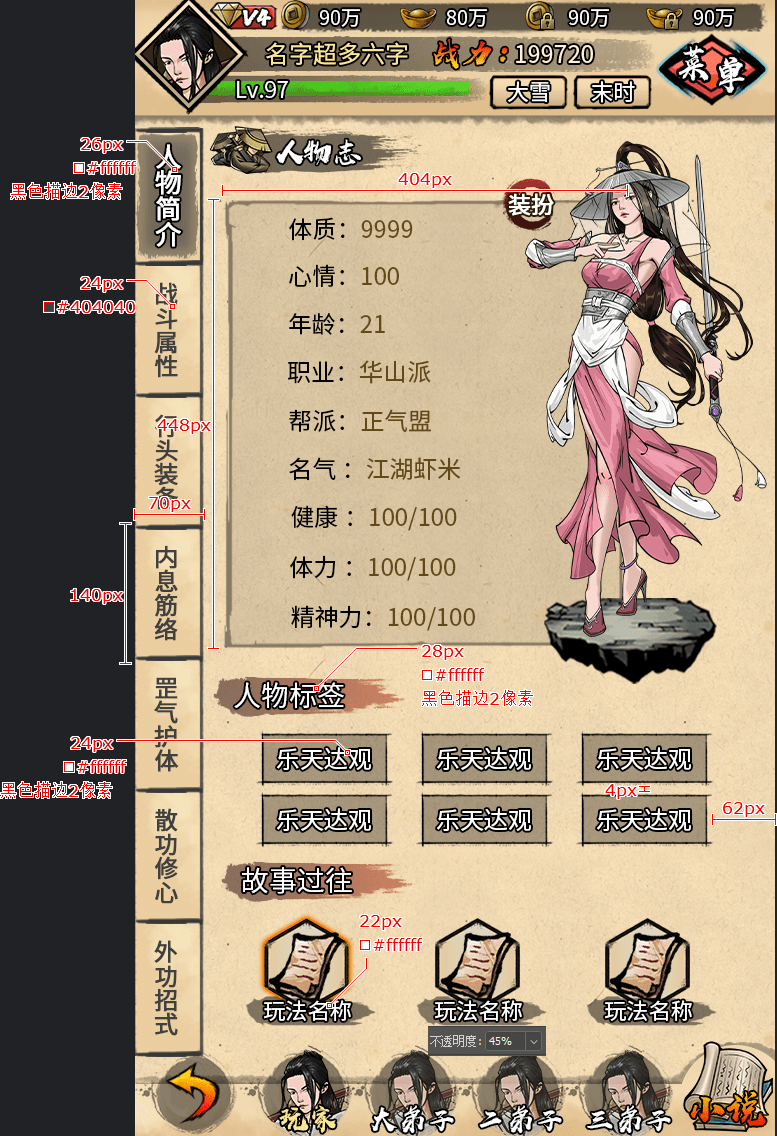 V4 90万 80万 90万 90万
名字超多六字 战力：199720
Lv.97 大雪 末时 菜单
人物志
26px
#ffffff
黑色描边2像素
人物简介
404px
装扮
体质：9999
心情：100
24px
#404040
战斗属性
年龄：21
职业：华山派
448px
行头装备
帮派：正气盟
名气：江湖虾米
70px
健康：100/100
140px
内息筋络
体力：100/100
精神力：100/100
28px
#ffffff
黑色描边2像素
人物标签
罡气护体
24px
#ffffff
黑色描边2像素
乐天达观 乐天达观 乐天达观
4px
62px
乐天达观 乐天达观 乐天达观
散功修心
故事过往
22px
#ffffff
外功招式
玩法名称 玩法名称 玩法名称
不透明度： 45%
玩家 大弟子 二弟子 三弟子 小说